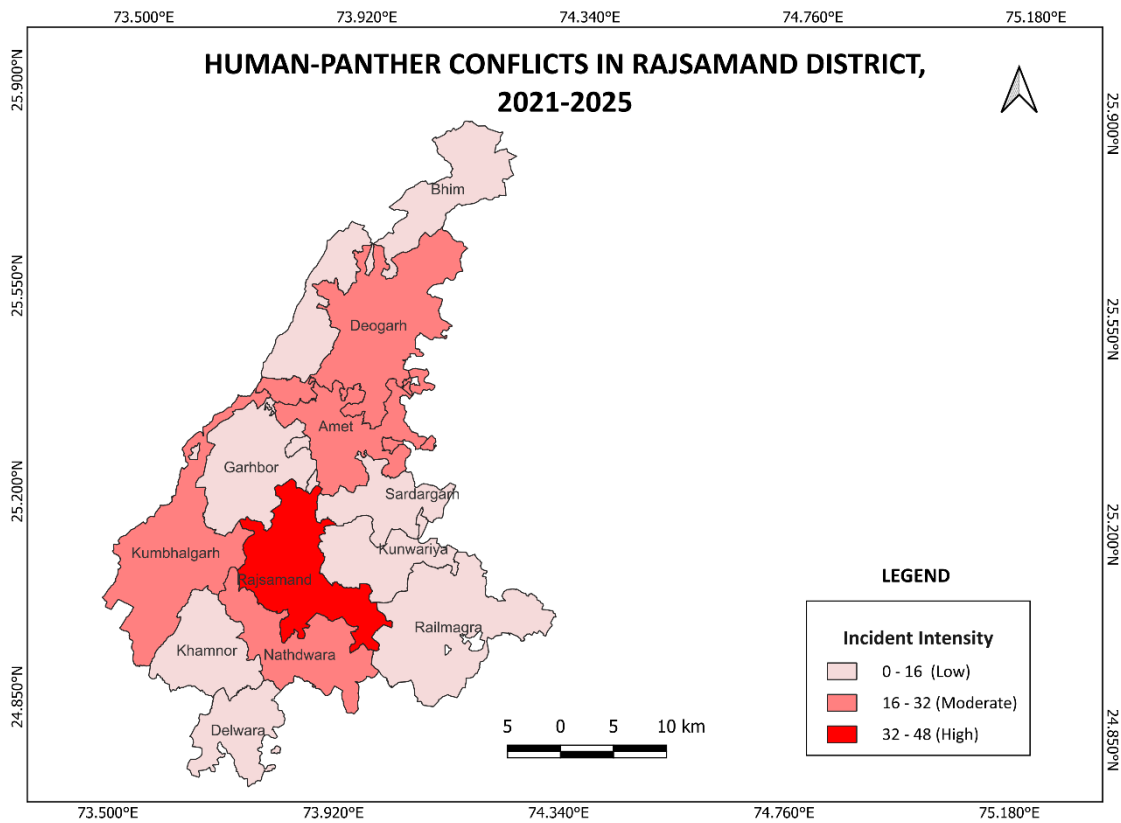 73.500°E 73.920°E 74.340°E 74.760°E 75.180°E
HUMAN-PANTHER CONFLICTS IN RAJSAMAND DISTRICT,
2021-2025
25.900°N
25.900°N
Bhim
25.550°N
25.550°N
Deogarh
Amet
Garhbor
25.200°N
Sardargarh
25.200°N
Kumbhalgarh
Kunwariya
Rajsamand
LEGEND
Railmagra
Incident Intensity
Khamnor
Nathdwara
0 - 16 (Low)
24.850°N
16 - 32 (Moderate)
24.850°N
Delwara
5 0 5 10 km
32 - 48 (High)
73.500°E 73.920°E 74.340°E 74.760°E 75.180°E